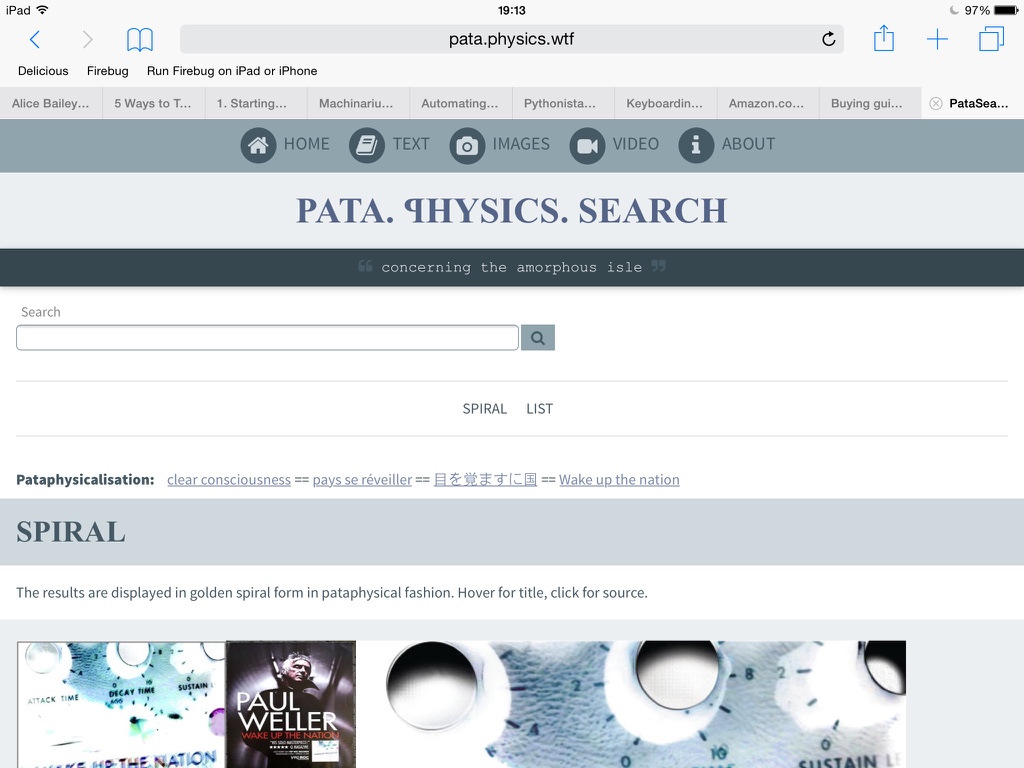 iPad 19:13 97%
pata.physics.wtf
Delicious Firebug Run Firebug on iPad or iPhone
Alice Bailey... 5 Ways to T... 1. Starting... Machinariu... Automating... Pythonista... Keyboardin... Amazon.co... Buying gui... PataSea...
HOME TEXT IMAGES VIDEO ABOUT
PATA. ꟼHYSICS. SEARCH
❝ concerning the amorphous isle ❞
Search
SPIRAL LIST
Pataphysicalisation: clear consciousness == pays se réveiller == 目を覚ますに国 == Wake up the nation
SPIRAL
The results are displayed in golden spiral form in pataphysical fashion. Hover for title, click for source.
ATTACK TIME DECAY TIME SUSTAIN L
WAKE UP THE NATION
PAUL
WELLER
WAKE UP THE NATION
2 8 2
4
0 10 0
SUSTAIN LE